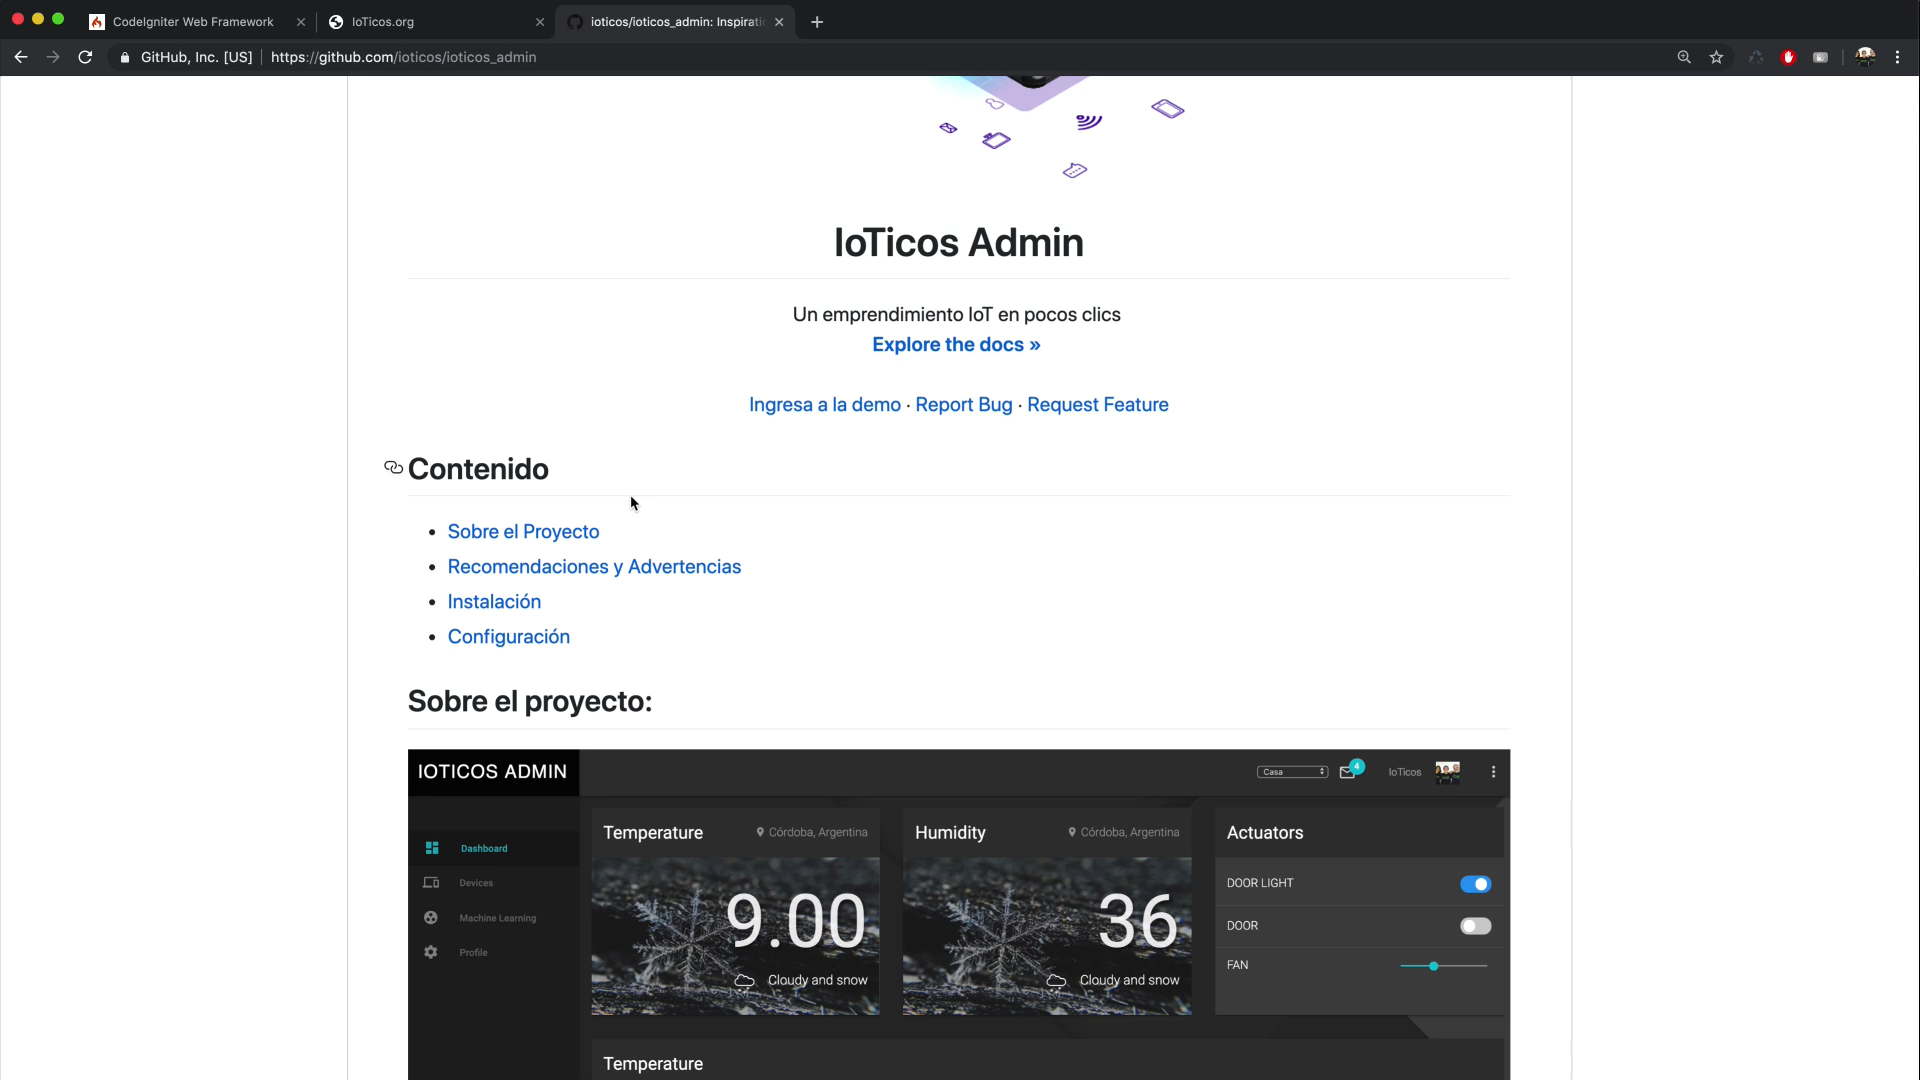 CodeIgniter Web Framework
IoTicos.org
ioticos/ioticos_admin: Inspirati
GitHub, Inc. [US]
https://github.com/ioticos/ioticos_admin
IoTicos Admin
Un emprendimiento IoT en pocos clics
Explore the docs »
Ingresa a la demo · Report Bug · Request Feature
Contenido
Sobre el Proyecto
Recomendaciones y Advertencias
Instalación
Configuración
Sobre el proyecto:
IOTICOS ADMIN
Casa
4
IoTicos
Dashboard
Devices
Machine Learning
Profile
Temperature
Córdoba, Argentina
9.00
Cloudy and snow
Humidity
Córdoba, Argentina
36
Cloudy and snow
Actuators
DOOR LIGHT
DOOR
FAN
Temperature